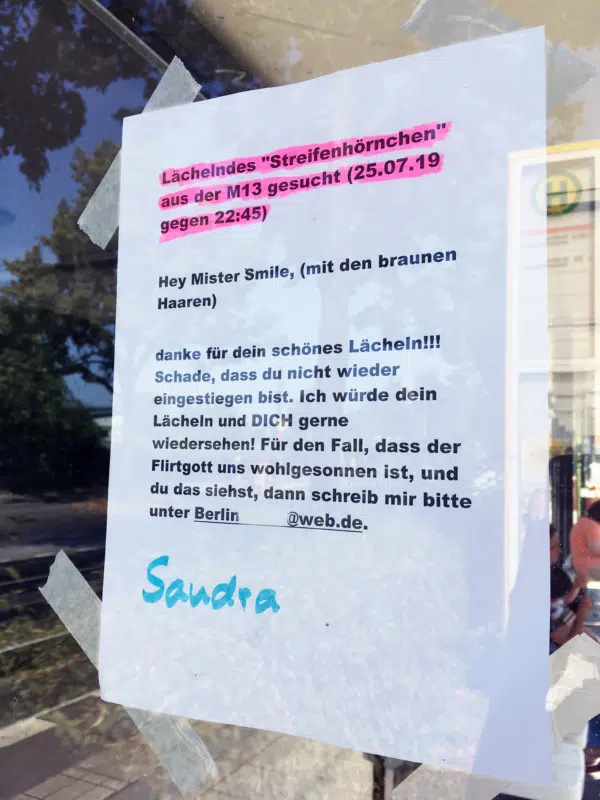 Lächelndes "Streifenhörnchen"
aus der M13 gesucht (25.07.19
gegen 22:45)
Hey Mister Smile, (mit den braunen
Haaren)
danke für dein schönes Lächeln!!!
Schade, dass du nicht wieder
eingestiegen bist. Ich würde dein
Lächeln und DICH gerne
wiedersehen! Für den Fall, dass der
Flirtgott uns wohlgesonnen ist, und
du das siehst, dann schreib mir bitte
unter Berlin @web.de.
Sandra
H